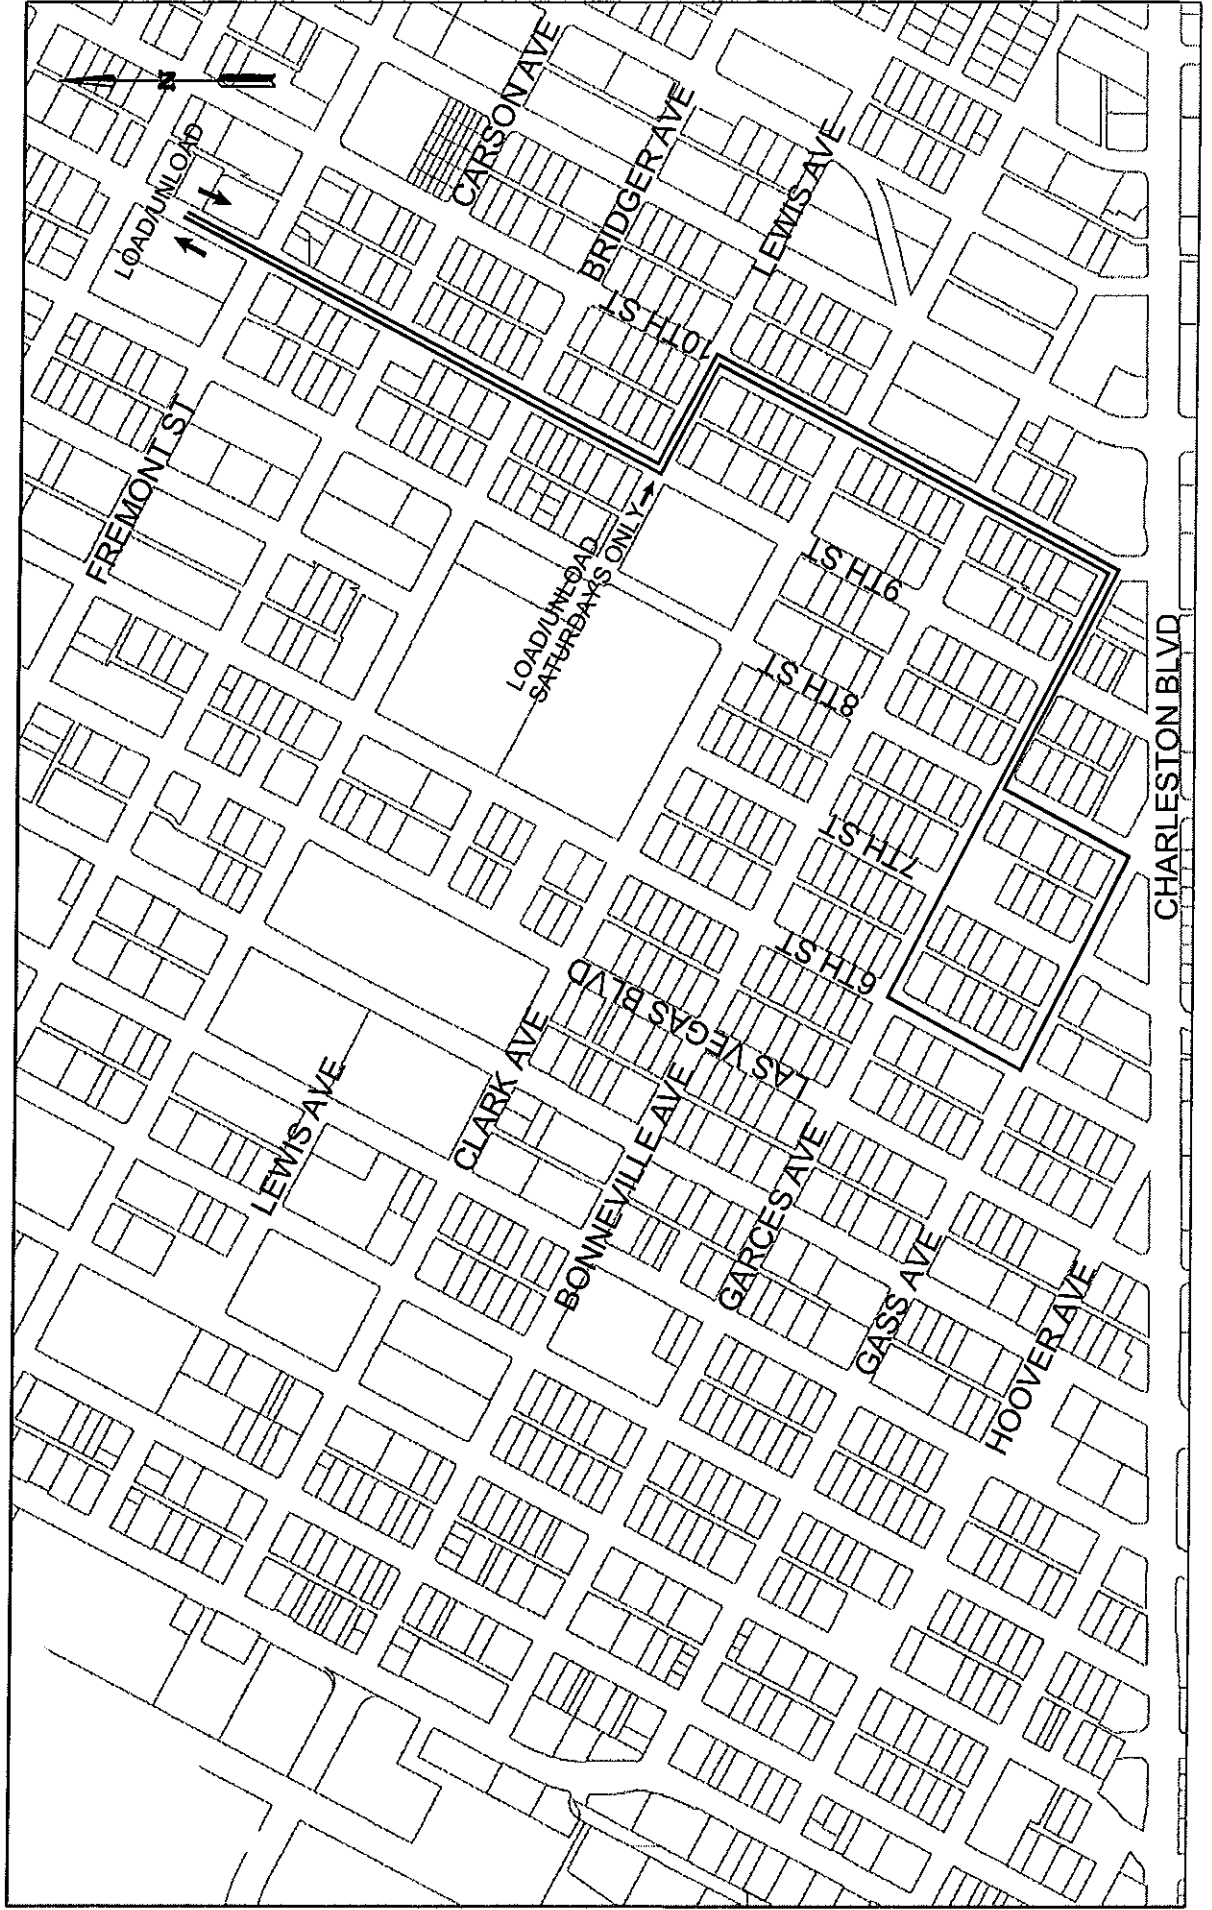 N
LOAD/UNLOAD
CARSON AVE
BRIDGER AVE
LEWIS AVE
10TH ST
FREMONT ST
LOAD/UNLOAD
SATURDAYS ONLY
9TH ST
8TH ST
7TH ST
6TH ST
LAS VEGAS BLVD
CHARLESTON BLVD
LEWIS AVE
CLARK AVE
BONNEVILLE AVE
GARCES AVE
GASS AVE
HOOVER AVE